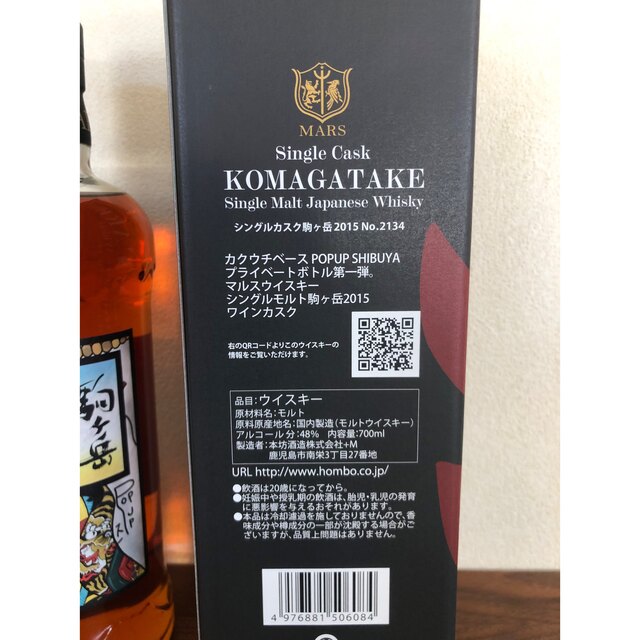 MARS
Single Cask
KOMAGATAKE
Single Malt Japanese Whisky
シングルカスク駒ヶ岳2015 No.2134
カクウチベース POPUP SHIBUYA
プライベートボトル第一弾。
マルスウイスキー
シングルモルト駒ヶ岳2015
ワインカスク
右のQRコードよりこのウイスキーの
情報をご覧いただけます。
品目:ウイスキー
原材料名:モルト
原料原産地名:国内製造(モルトウイスキー)
アルコール分:48% 内容量:700ml
製造者:本坊酒造株式会社+M
鹿児島市南栄3丁目27番地
URL http://www.hombo.co.jp/
●飲酒は20歳になってから。
●妊娠中や授乳期の飲酒は、胎児・乳児の発育
に悪影響を与えるおそれがあります。
●本品は冷却濾過を施しておりませんので、香
味成分や樽成分の一部が沈殿する場合がご
ざいますが、品質上問題はありません。
4 976881 506084
駒ヶ岳